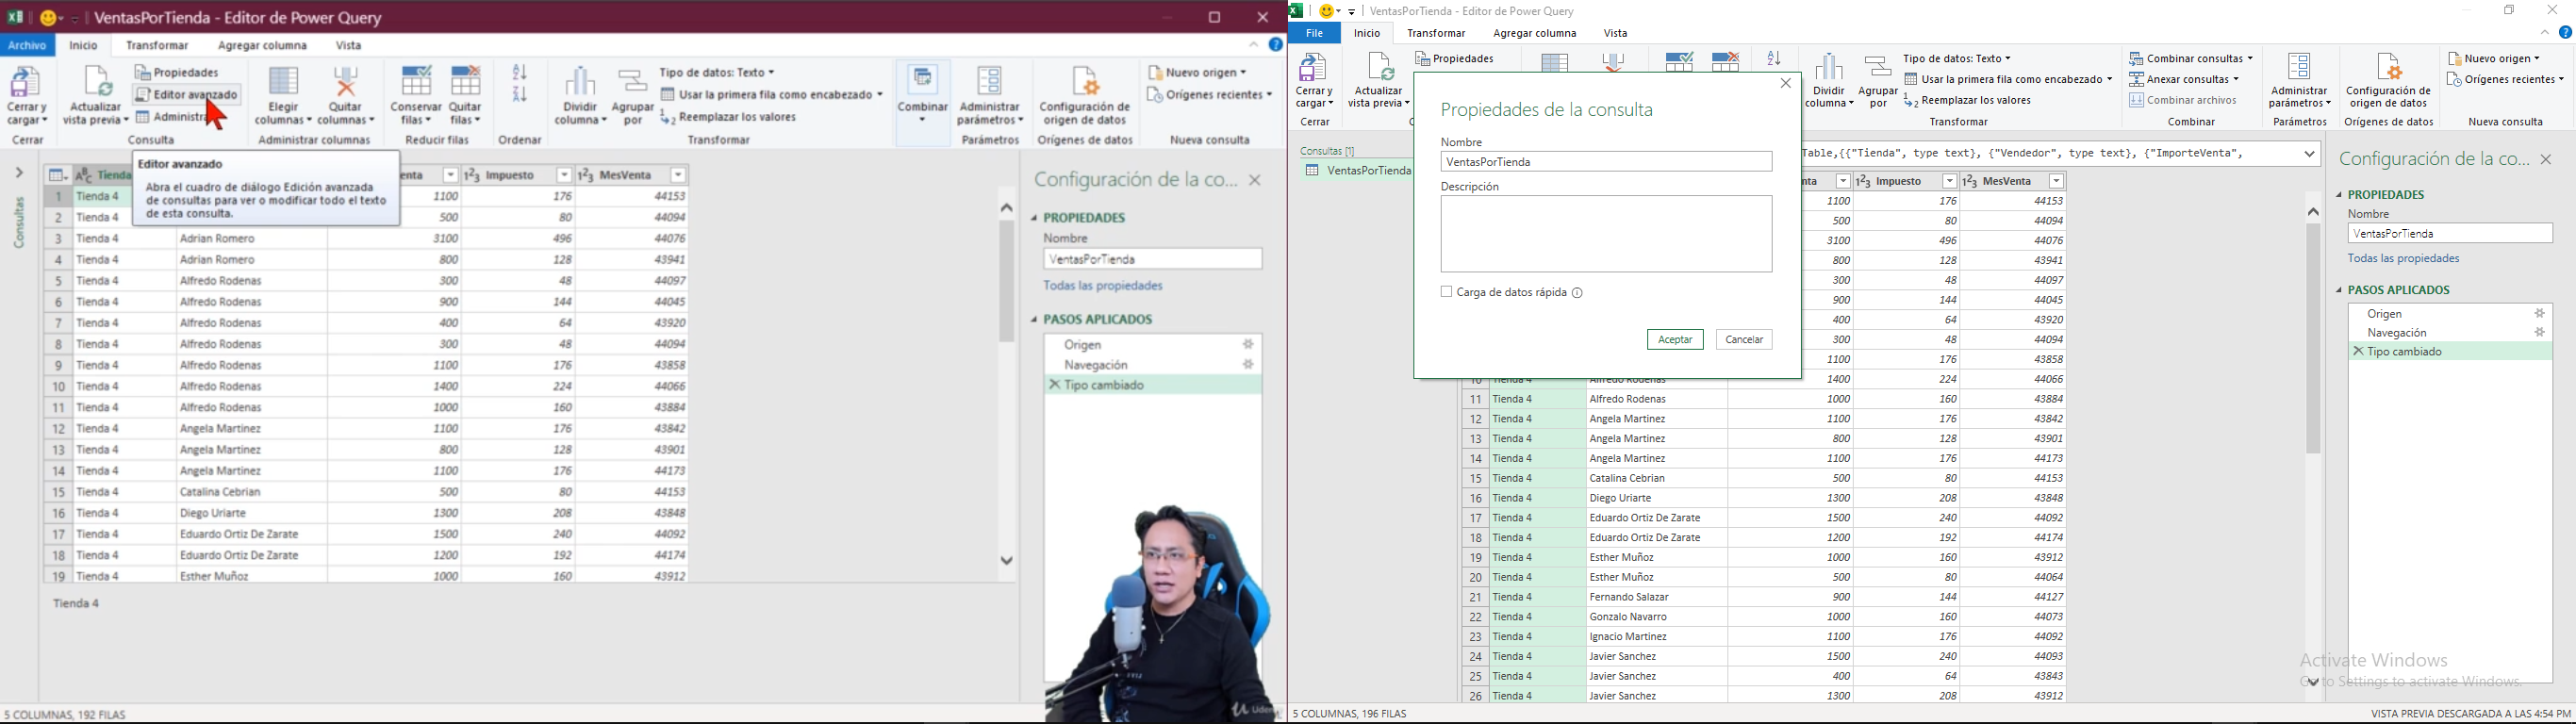 VentasPorTienda - Editor de Power Query
Archivo Inicio Transformar Agregar columna Vista
Cerrar y cargar
Actualizar vista previa
Propiedades
Editor avanzado
Elegir columnas
Quitar columnas
Conservar filas
Quitar filas
Dividir columna
Agrupar por
Tipo de datos: Texto
Usar la primera fila como encabezado
Reemplazar los valores
Combinar
Administrar parámetros
Configuración de origen de datos
Nuevo origen
Orígenes recientes
Cerrar Consulta Administrar columnas Reducir filas Ordenar Transformar Parámetros Orígenes de datos Nueva consulta
Editor avanzado
Abra el cuadro de diálogo Edición avanzada
de consultas para ver o modificar todo el texto
de esta consulta.
Consultas
Tienda enta Impuesto MesVenta
1 Tienda 4 1100 176 44153
2 Tienda 4 500 80 44094
3 Tienda 4 Adrian Romero 3100 496 44076
4 Tienda 4 Adrian Romero 800 128 43941
5 Tienda 4 Alfredo Rodenas 300 48 44097
6 Tienda 4 Alfredo Rodenas 900 144 44045
7 Tienda 4 Alfredo Rodenas 400 64 43920
8 Tienda 4 Alfredo Rodenas 300 48 44094
9 Tienda 4 Alfredo Rodenas 1100 176 43858
10 Tienda 4 Alfredo Rodenas 1400 224 44066
11 Tienda 4 Alfredo Rodenas 1000 160 43884
12 Tienda 4 Angela Martinez 1100 176 43842
13 Tienda 4 Angela Martinez 800 128 43901
14 Tienda 4 Angela Martinez 1100 176 44173
15 Tienda 4 Catalina Cebrian 500 80 44153
16 Tienda 4 Diego Uriarte 1300 208 43848
17 Tienda 4 Eduardo Ortiz De Zarate 1500 240 44092
18 Tienda 4 Eduardo Ortiz De Zarate 1200 192 44174
19 Tienda 4 Esther Muñoz 1000 160 43912
Tienda 4
Configuración de la co...
PROPIEDADES
Nombre
VentasPorTienda
Todas las propiedades
PASOS APLICADOS
Origen
Navegación
Tipo cambiado
5 COLUMNAS, 192 FILAS
VentasPorTienda - Editor de Power Query
File Inicio Transformar Agregar columna Vista
Cerrar y cargar
Actualizar vista previa
Propiedades
Dividir columna
Agrupar por
Tipo de datos: Texto
Usar la primera fila como encabezado
Reemplazar los valores
Combinar consultas
Anexar consultas
Combinar archivos
Administrar parámetros
Configuración de origen de datos
Nuevo origen
Orígenes recientes
Cerrar Transformar Combinar Parámetros Orígenes de datos Nueva consulta
Consultas [1]
VentasPorTienda
Propiedades de la consulta
Nombre
VentasPorTienda
Descripción
Carga de datos rápida
Aceptar Cancelar
Table,{{"Tienda", type text}, {"Vendedor", type text}, {"ImporteVenta",
nta Impuesto MesVenta
1100 176 44153
500 80 44094
3100 496 44076
800 128 43941
300 48 44097
900 144 44045
400 64 43920
300 48 44094
1100 176 43858
10 Tienda 4 Alfredo Rodenas 1400 224 44066
11 Tienda 4 Alfredo Rodenas 1000 160 43884
12 Tienda 4 Angela Martinez 1100 176 43842
13 Tienda 4 Angela Martinez 800 128 43901
14 Tienda 4 Angela Martinez 1100 176 44173
15 Tienda 4 Catalina Cebrian 500 80 44153
16 Tienda 4 Diego Uriarte 1300 208 43848
17 Tienda 4 Eduardo Ortiz De Zarate 1500 240 44092
18 Tienda 4 Eduardo Ortiz De Zarate 1200 192 44174
19 Tienda 4 Esther Muñoz 1000 160 43912
20 Tienda 4 Esther Muñoz 500 80 44064
21 Tienda 4 Fernando Salazar 900 144 44127
22 Tienda 4 Gonzalo Navarro 1000 160 44073
23 Tienda 4 Ignacio Martinez 1100 176 44092
24 Tienda 4 Javier Sanchez 1500 240 44093
25 Tienda 4 Javier Sanchez 400 64 43843
26 Tienda 4 Javier Sanchez 1300 208 43912
Configuración de la co...
PROPIEDADES
Nombre
VentasPorTienda
Todas las propiedades
PASOS APLICADOS
Origen
Navegación
Tipo cambiado
Activate Windows
to Settings to activate Windows.
5 COLUMNS, 196 FILAS
VISTA PREVIA DESCARGADA A LAS 4:54 PM